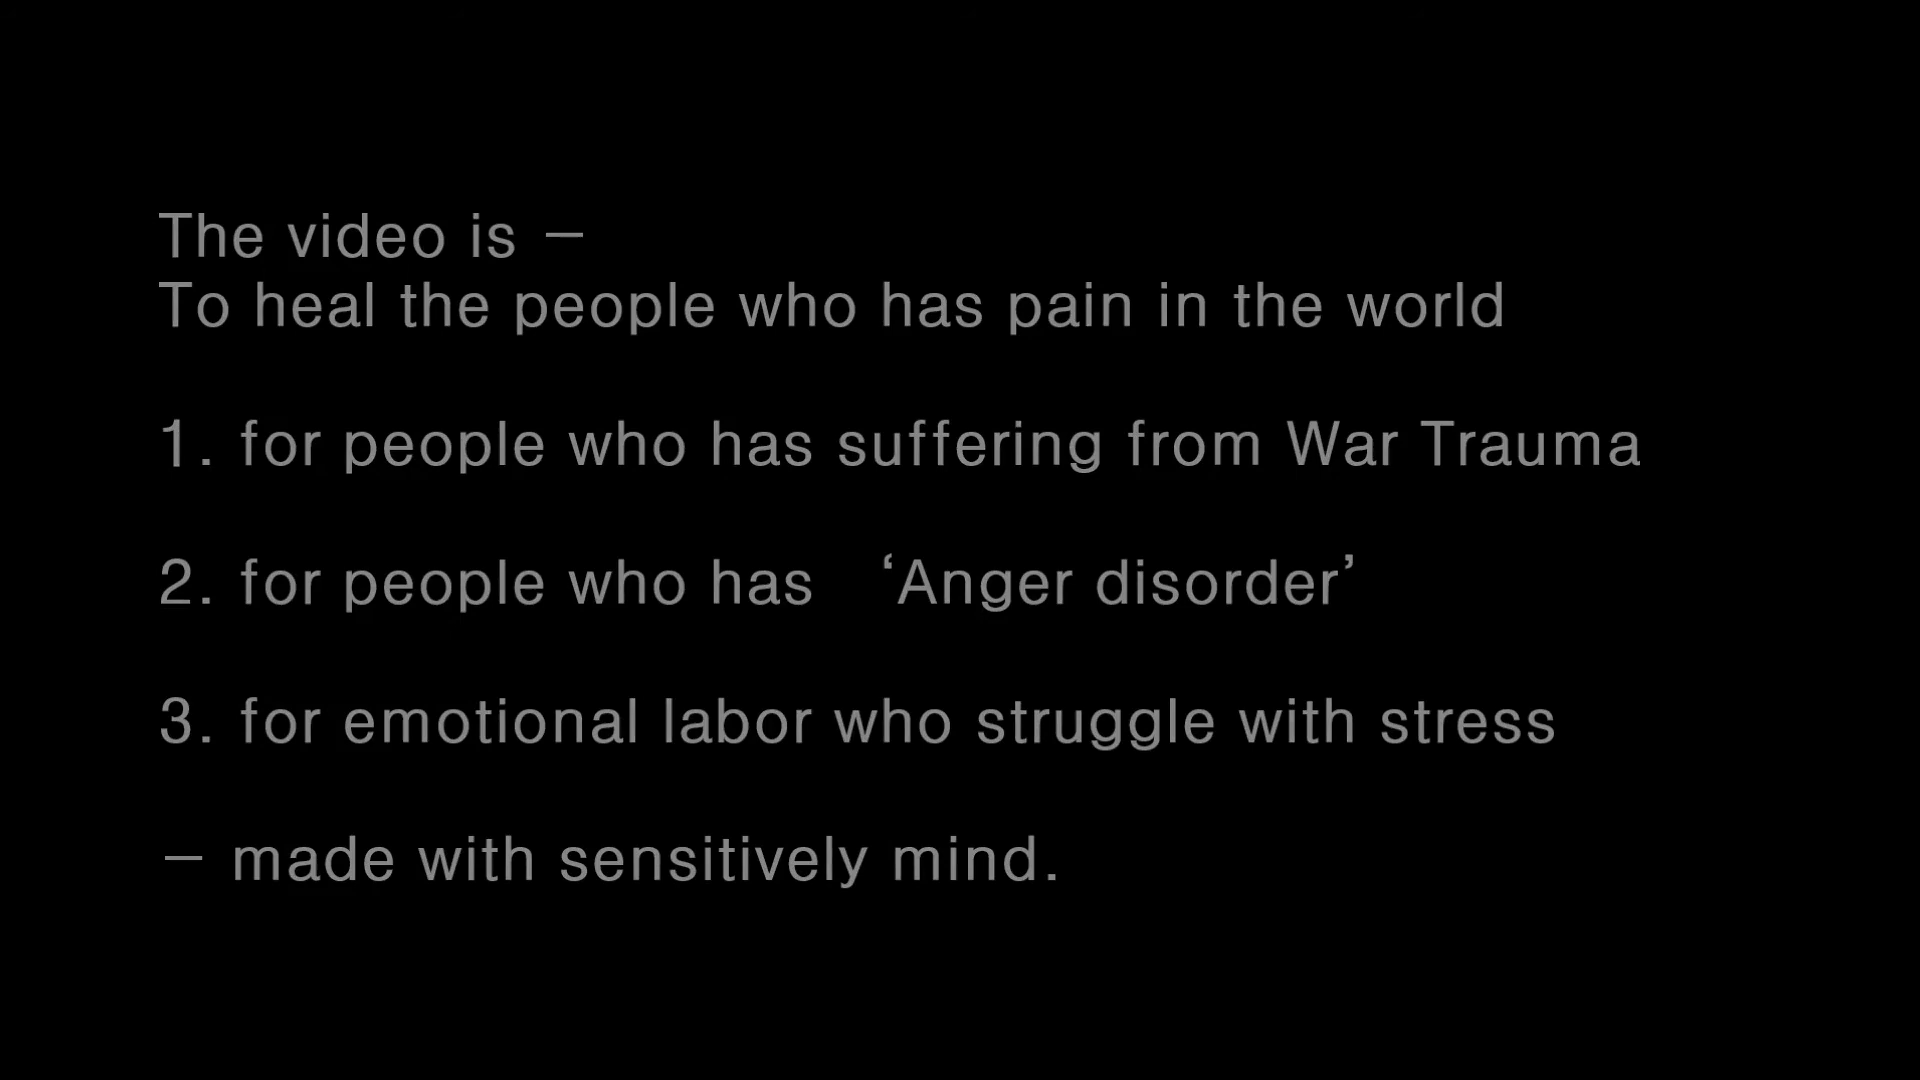 The video is –
To heal the people who has pain in the world
1. for people who has suffering from War Trauma
2. for people who has ‘Anger disorder’
3. for emotional labor who struggle with stress
– made with sensitively mind.